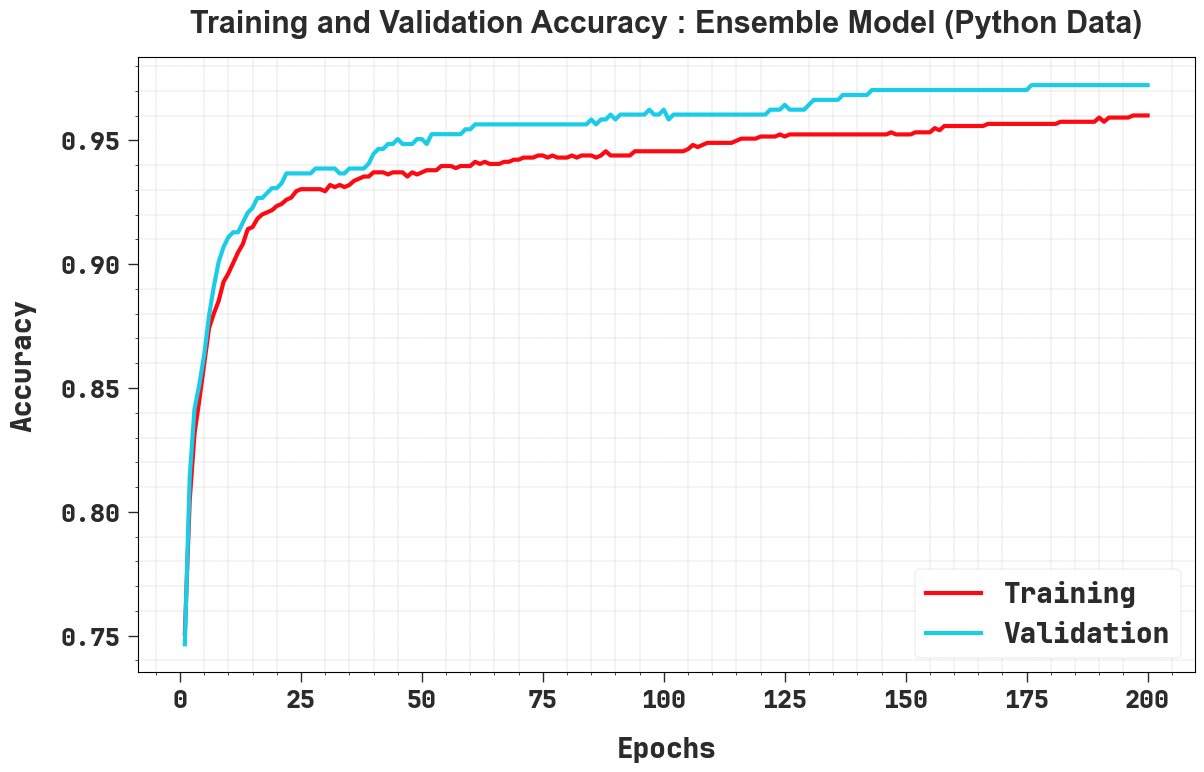 Training and Validation Accuracy : Ensemble Model (Python Data)
Accuracy
0.95
0.90
0.85
0.80
0.75
Training
Validation
0 25 50 75 100 125 150 175 200
Epochs